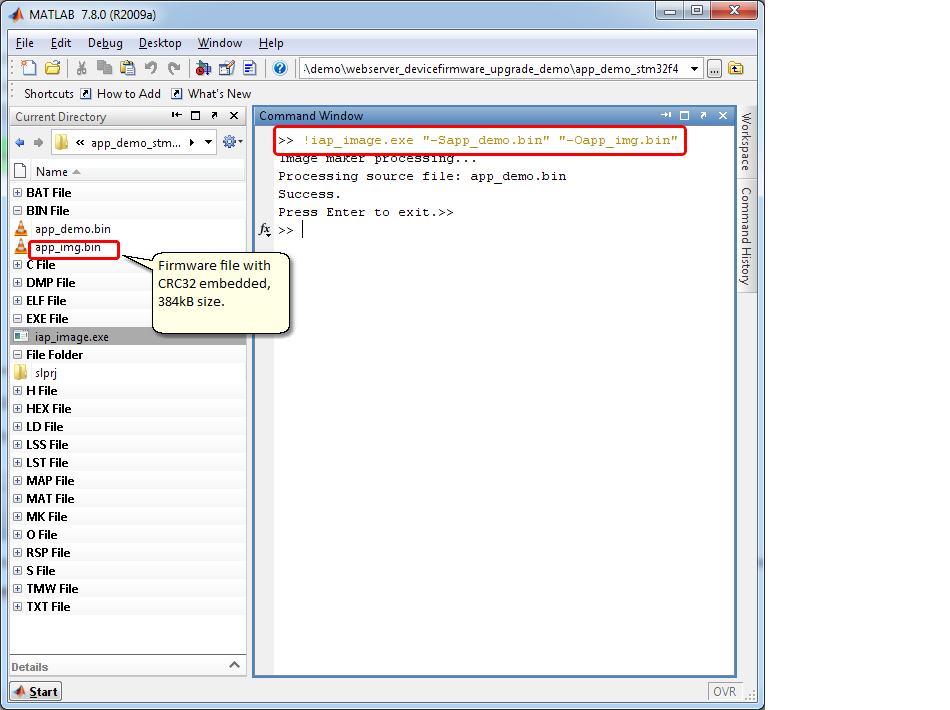 MATLAB 7.8.0 (R2009a)
File Edit Debug Desktop Window Help
:\demo\webserver_devicefirmware_upgrade_demo\app_demo_stm32f4 ...
Shortcuts How to Add What's New
Current Directory
« app_demo_stm...
Name
BAT File
BIN File
app_demo.bin
app_img.bin
C File
DMP File
ELF File
EXE File
iap_image.exe
File Folder
slprj
H File
HEX File
LD File
LSS File
LST File
MAP File
MAT File
MK File
O File
RSP File
S File
TMW File
TXT File
Details
Firmware file with
CRC32 embedded,
384kB size.
Command Window
>> !iap_image.exe "-Sapp_demo.bin" "-Oapp_img.bin"
Image maker processing...
Processing source file: app_demo.bin
Success.
Press Enter to exit.>>
fx >>
Workspace
Command History
Start
OVR